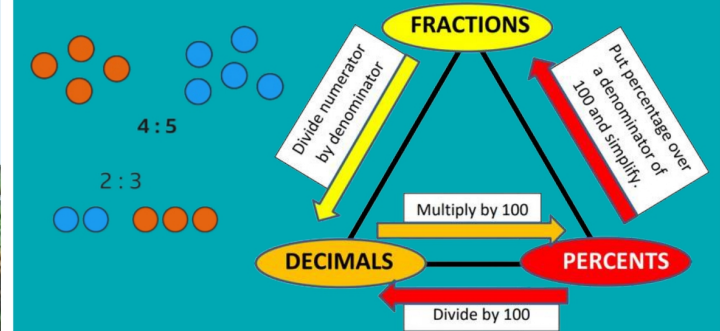 FRACTIONS
Divide numerator
by denominator
Put percentage over
a denominator of
100 and simplify.
4 : 5
2 : 3
Multiply by 100
DECIMALS
PERCENTS
Divide by 100